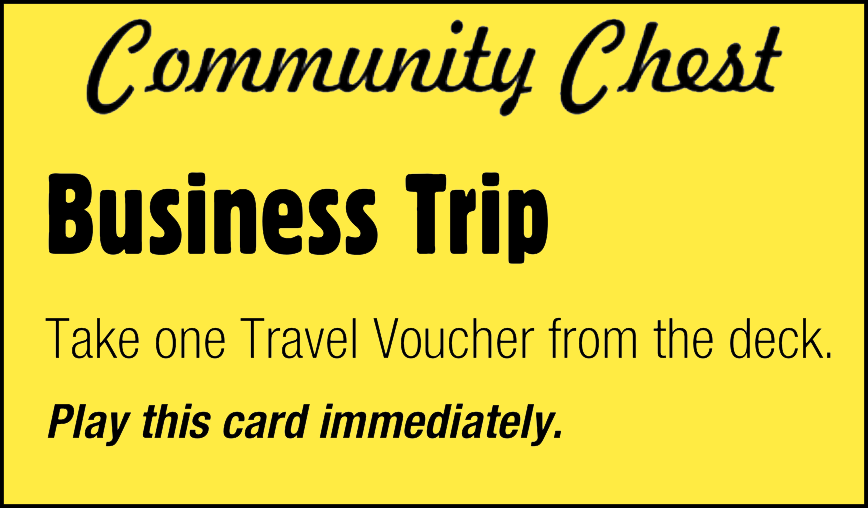 Community Chest
Business Trip
Take one Travel Voucher from the deck.
Play this card immediately.